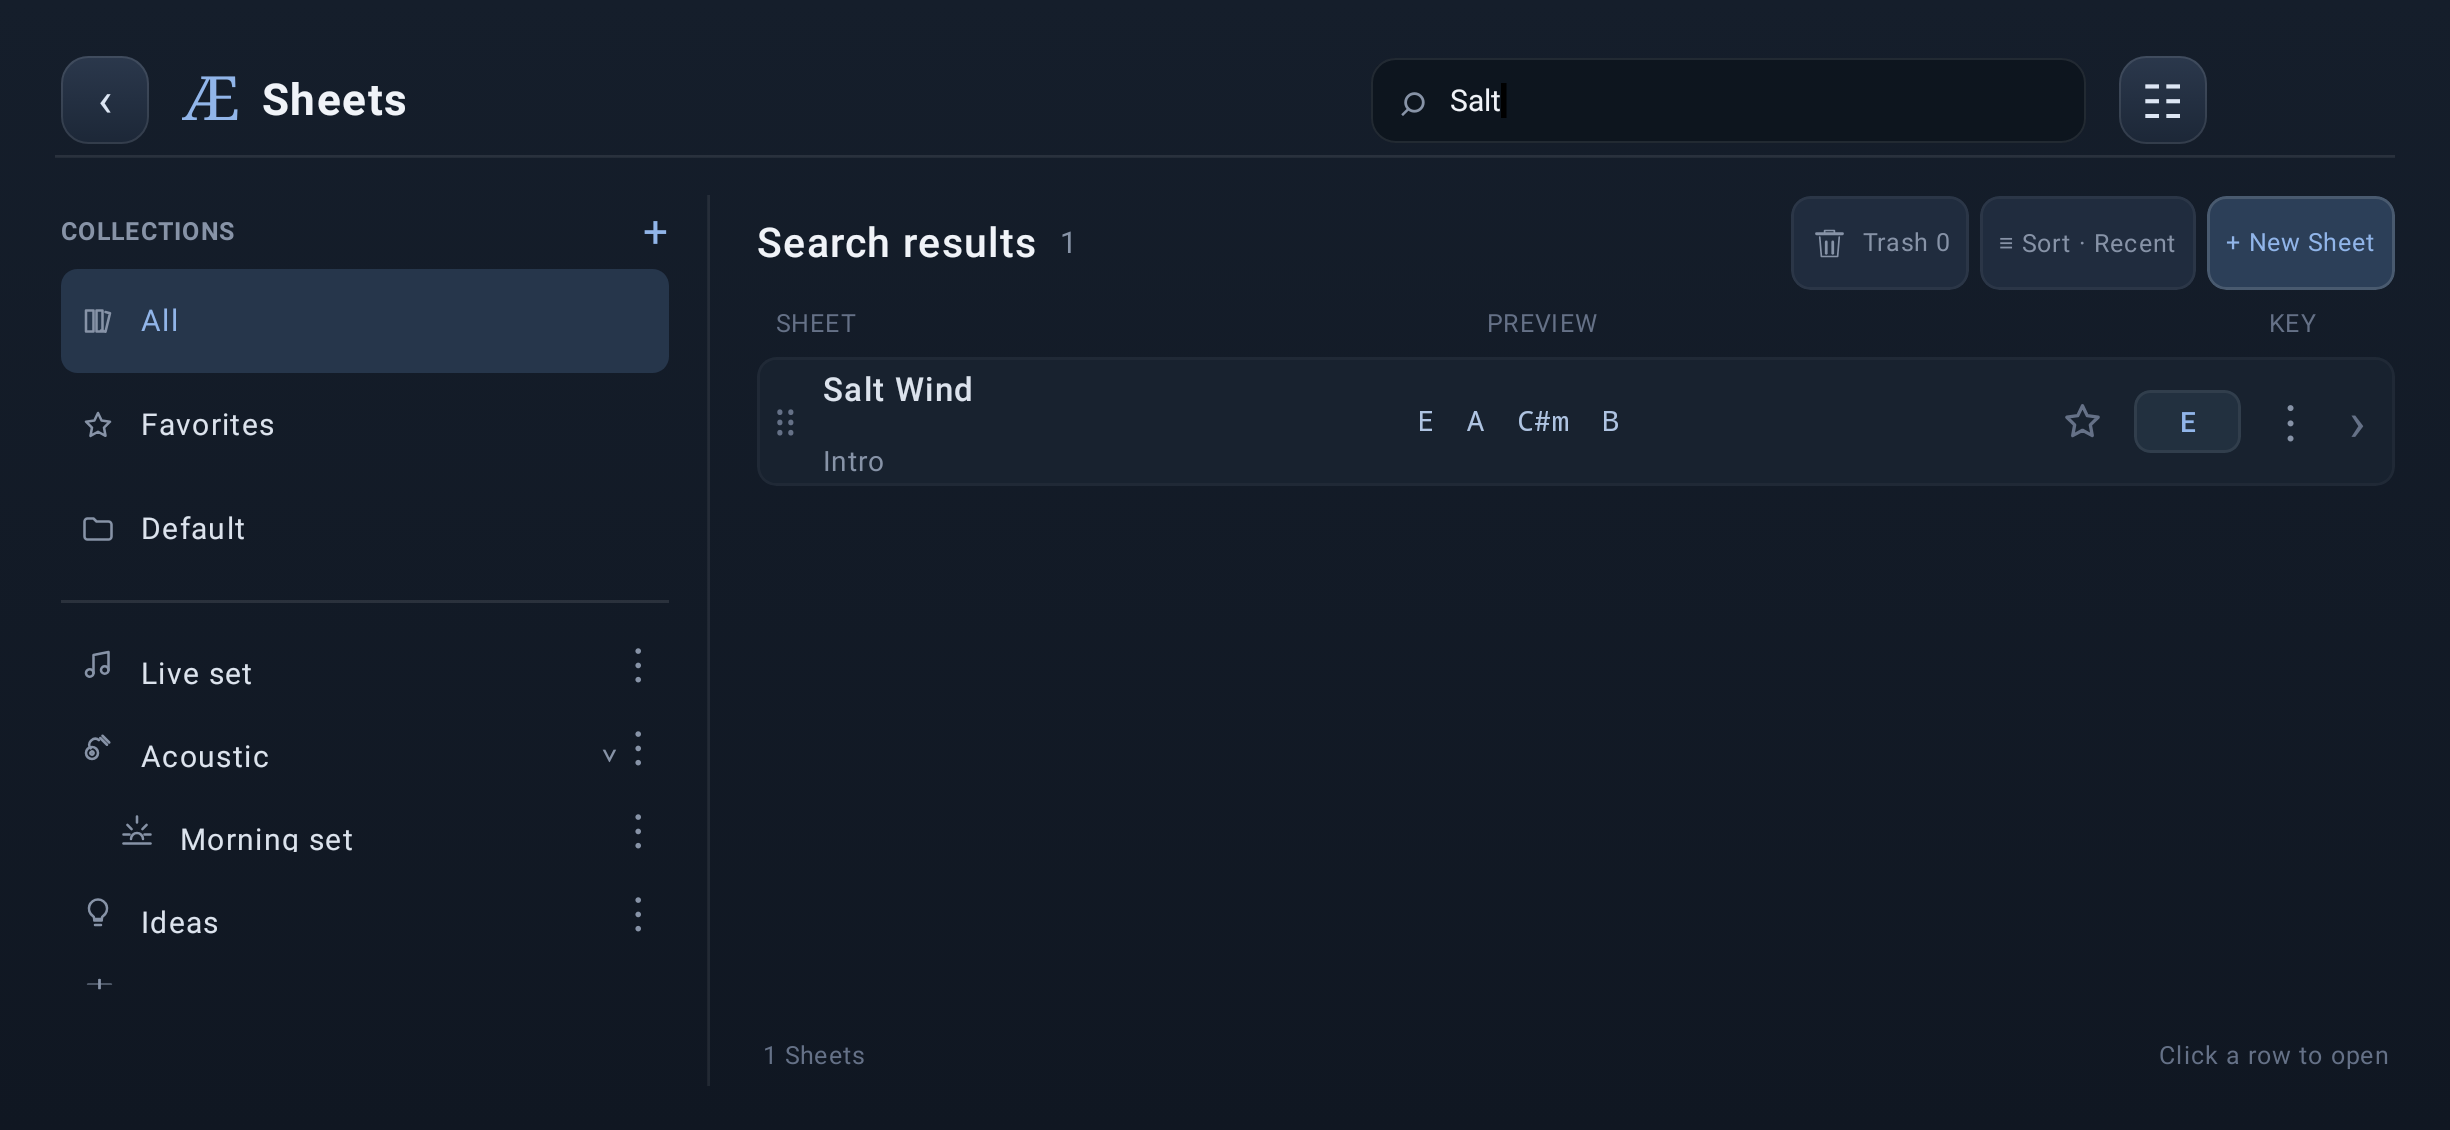 ‹ Æ Sheets
Salt
COLLECTIONS +
All
Favorites
Default
Live set
Acoustic
Morning set
Ideas
Search results 1
Trash 0
≡ Sort · Recent
+ New Sheet
SHEET PREVIEW KEY
Salt Wind
Intro
E A C#m B
E
1 Sheets
Click a row to open